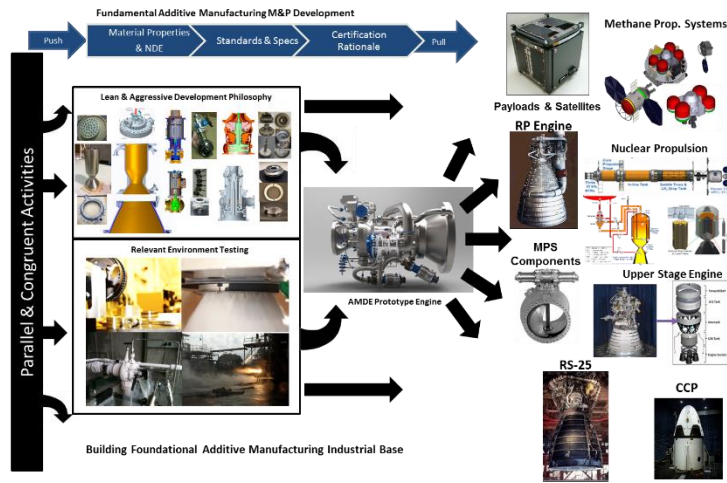 Fundamental Additive Manufacturing M&P Development
Push
Material Properties
& NDE
Standards & Specs
Certification
Rationale
Pull
Parallel & Congruent Activities
Lean & Aggressive Development Philosophy
Relevant Environment Testing
AMDE Prototype Engine
Building Foundational Additive Manufacturing Industrial Base
Payloads & Satellites
Methane Prop. Systems
RP Engine
Nuclear Propulsion
MPS
Components
Upper Stage Engine
RS-25
CCP